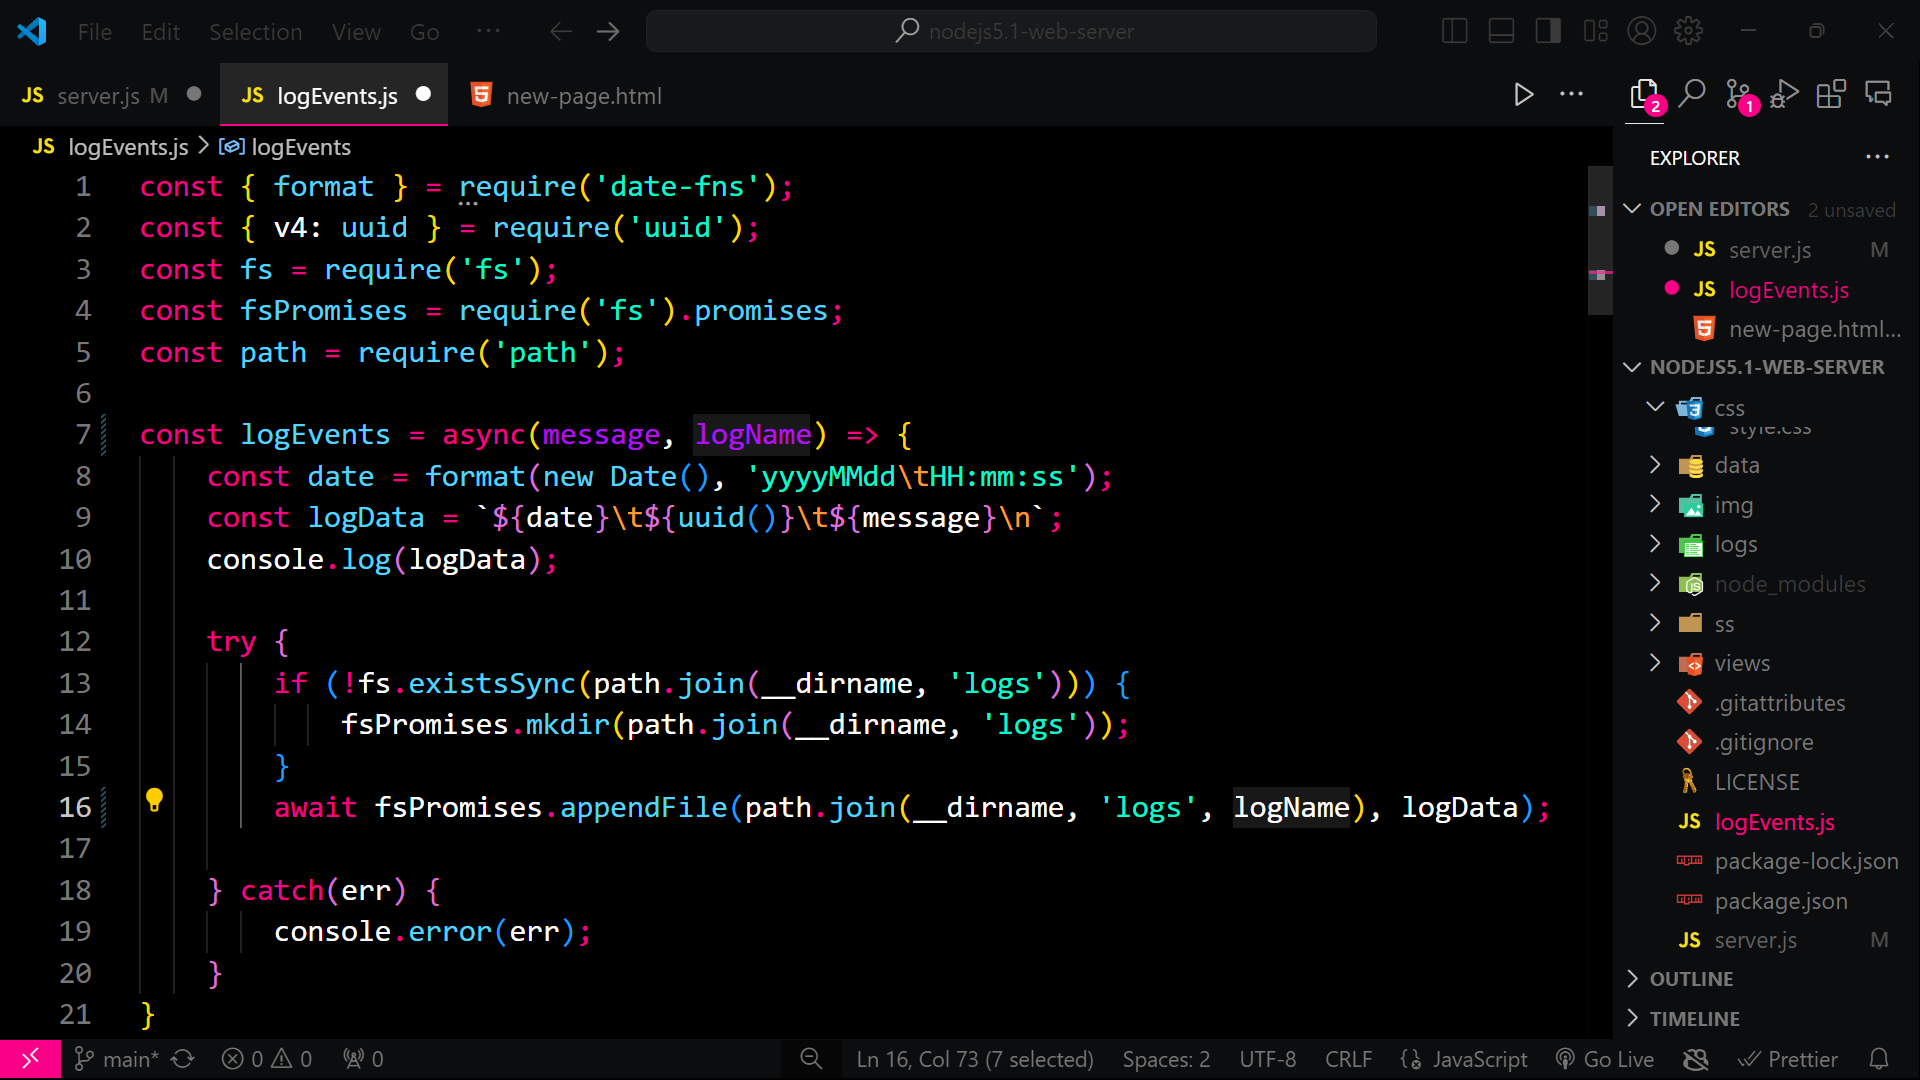 File Edit Selection View Go ··· nodejs5.1-web-server
JS server.js M JS logEvents.js new-page.html
2 1
JS logEvents.js > logEvents
1 const { format } = require('date-fns');
2 const { v4: uuid } = require('uuid');
3 const fs = require('fs');
4 const fsPromises = require('fs').promises;
5 const path = require('path');
6
7 const logEvents = async(message, logName) => {
8 const date = format(new Date(), 'yyyyMMdd\tHH:mm:ss');
9 const logData = `${date}\t${uuid()}\t${message}\n`;
10 console.log(logData);
11
12 try {
13 if (!fs.existsSync(path.join(__dirname, 'logs'))) {
14 fsPromises.mkdir(path.join(__dirname, 'logs'));
15 }
16 await fsPromises.appendFile(path.join(__dirname, 'logs', logName), logData);
17
18 } catch(err) {
19 console.error(err);
20 }
21 }
EXPLORER ···
OPEN EDITORS 2 unsaved
JS server.js M
JS logEvents.js
new-page.html...
NODEJS5.1-WEB-SERVER
css
style.css
data
img
logs
node_modules
ss
views
.gitattributes
.gitignore
LICENSE
JS logEvents.js
package-lock.json
package.json
JS server.js M
OUTLINE
TIMELINE
main* 0 0 0 Ln 16, Col 73 (7 selected) Spaces: 2 UTF-8 CRLF {} JavaScript Go Live Prettier